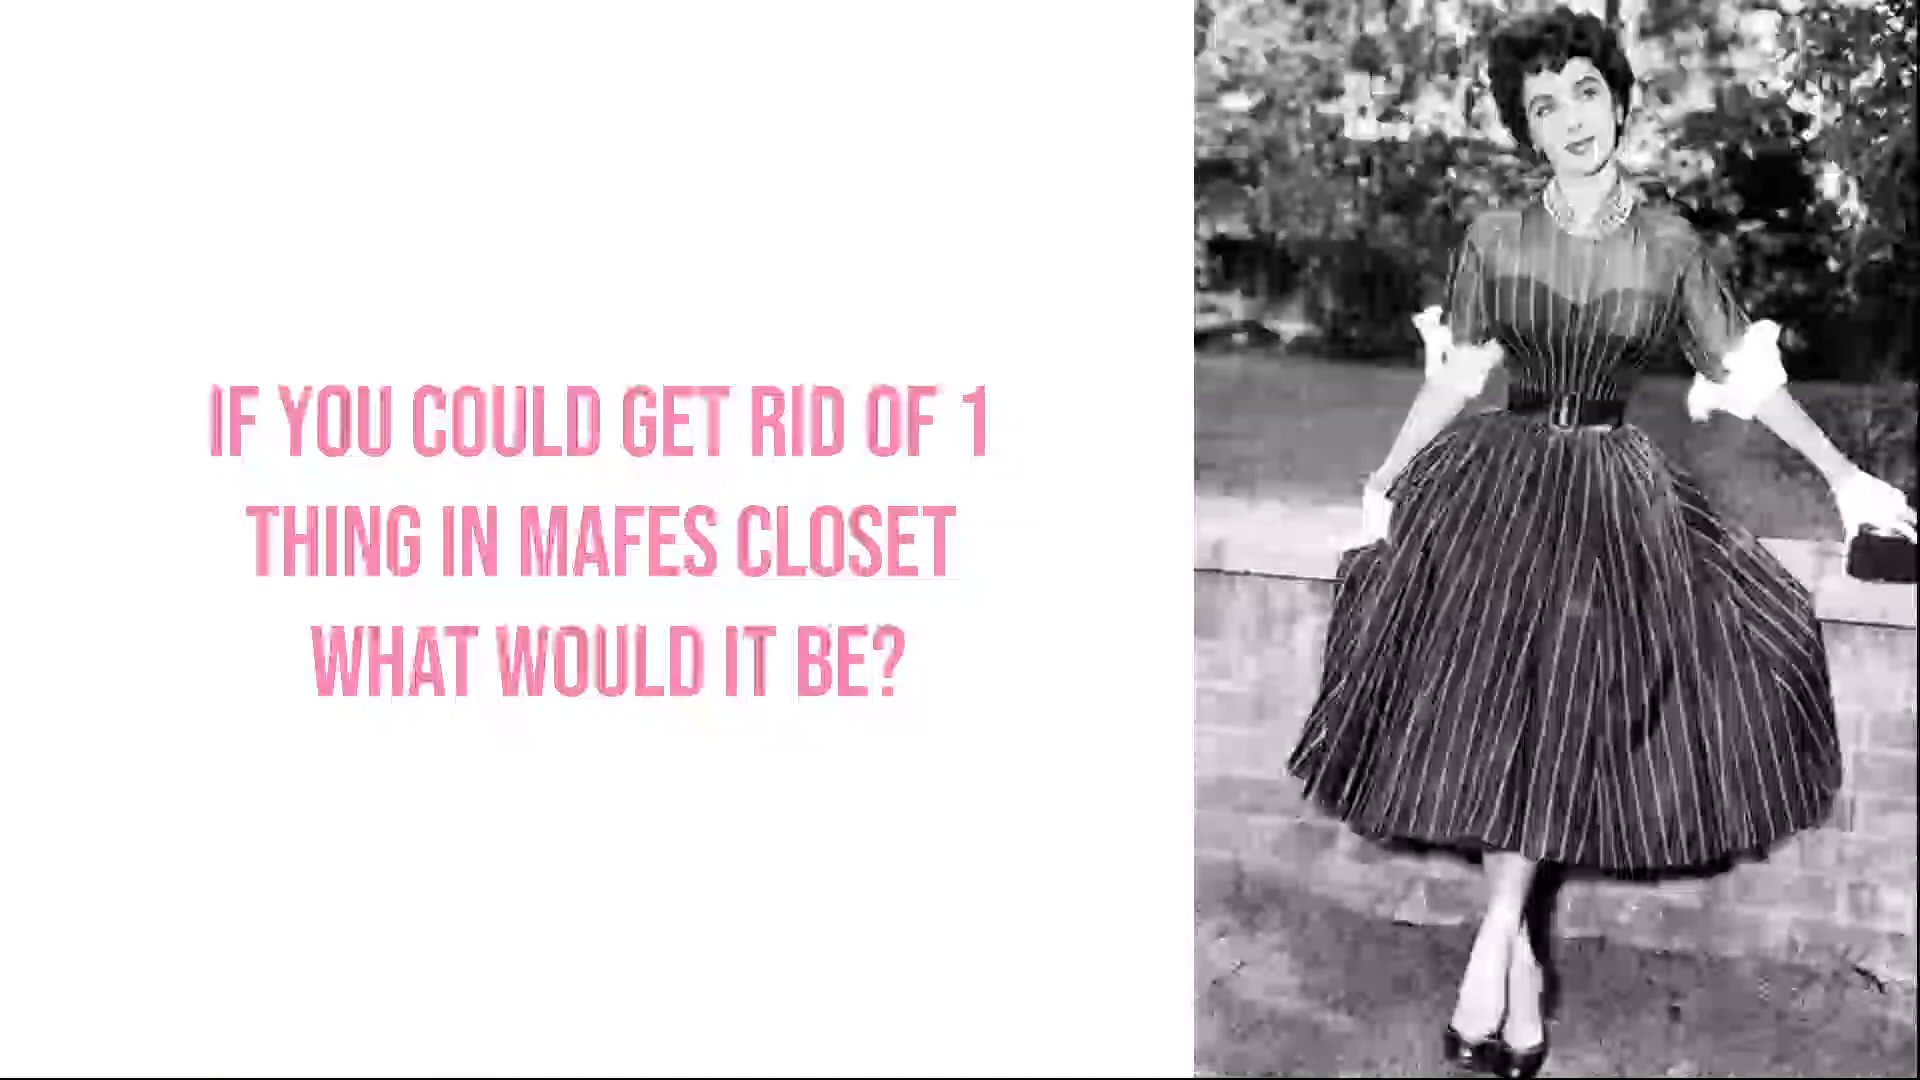 IF YOU COULD GET RID OF 1
THING IN MAFES CLOSET
WHAT WOULD IT BE?